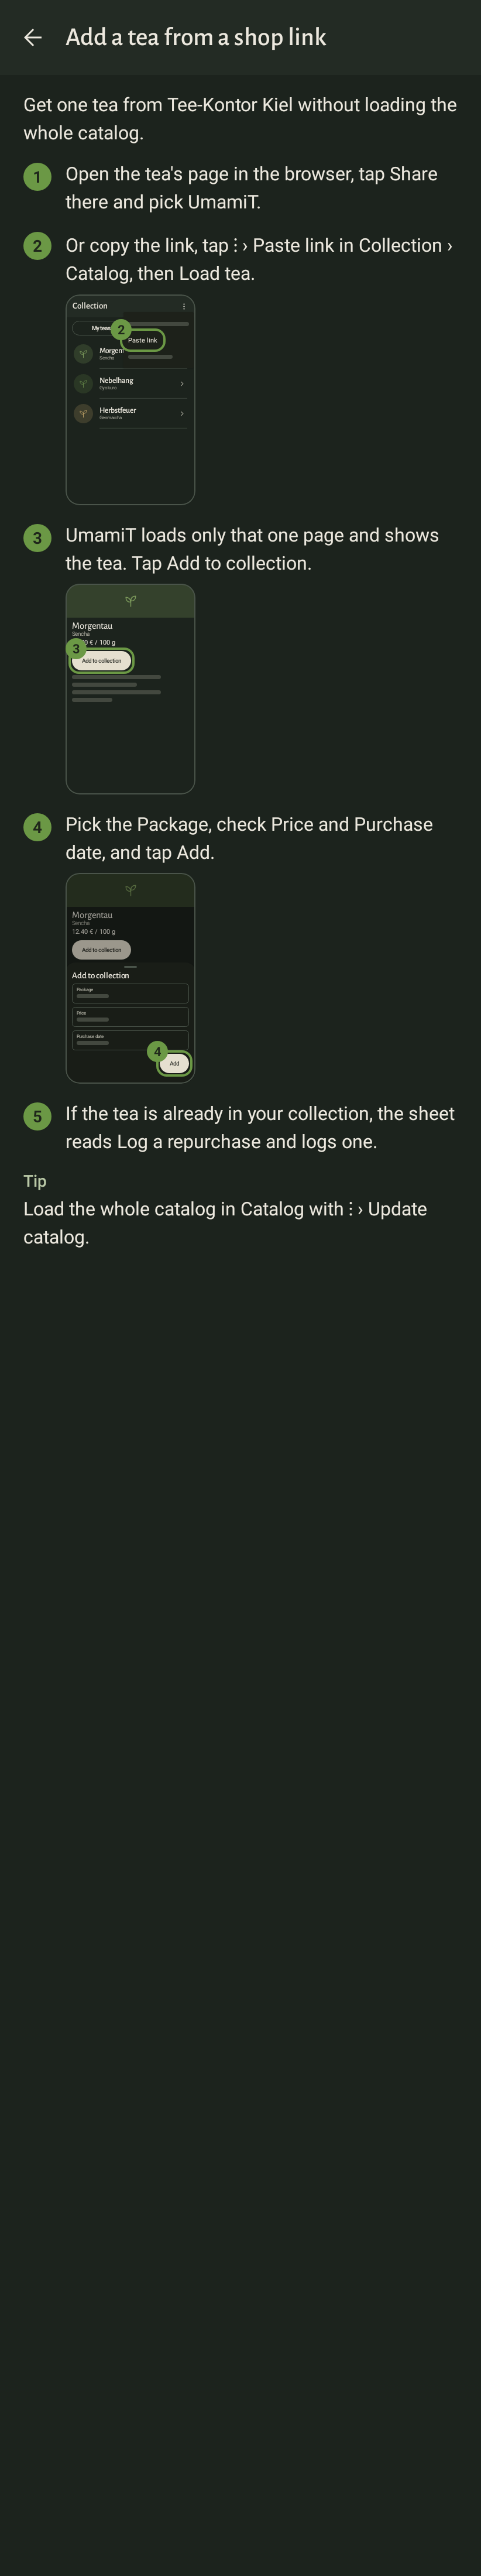 Add a tea from a shop link
Get one tea from Tee-Kontor Kiel without loading the
whole catalog.
1
Open the tea's page in the browser, tap Share
there and pick UmamiT.
2
Or copy the link, tap ⋮ › Paste link in Collection ›
Catalog, then Load tea.
Collection
My teas
2
Paste link
Sencha
Nebelhang
Gyokuro
Herbstfeuer
3
UmamiT loads only that one page and shows
the tea. Tap Add to collection.
Morgentau
Sencha
€ / 100 g
3
Add to collection
4
Pick the Package, check Price and Purchase
date, and tap Add.
Morgentau
Sencha
12.40 € / 100 g
Add to collection
Add to collection
Package
Price
Purchase date
4
Add
5
If the tea is already in your collection, the sheet
reads Log a repurchase and logs one.
Tip
Load the whole catalog in Catalog with ⋮ › Update
catalog.